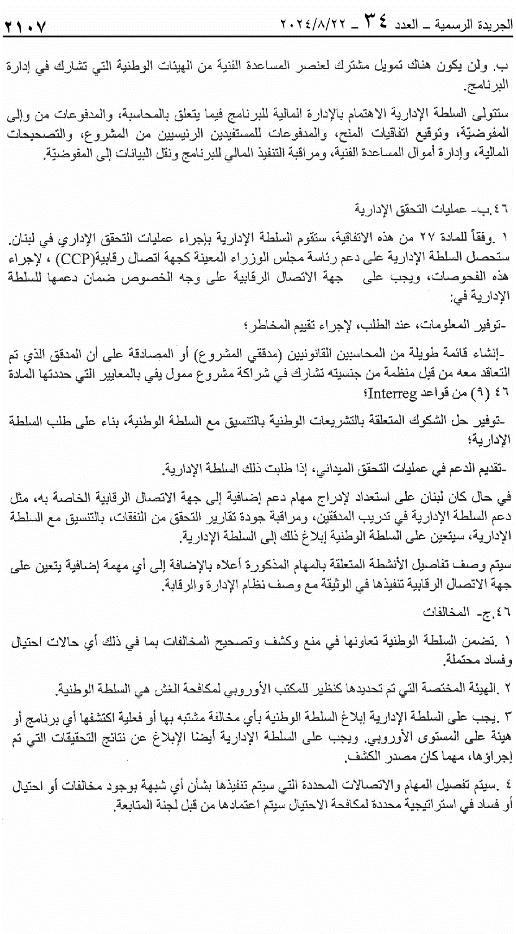 الجريدة الرسمية ــ العدد ٣٤ ــ ٢٠٢٤/٨/٢٢
٢١٠٧
ب. ولن يكون هناك تمويل مشترك لعنصر المساعدة الفنية من الهيئات الوطنية التي تشارك في إدارة
البرنامج.
ستتولى السلطة الإدارية الاهتمام بالإدارة المالية للبرنامج فيما يتعلق بالمحاسبة، والمدفوعات من وإلى
المفوضيّة، وتوقيع اتفاقيات المنح، والمدفوعات للمستفيدين الرئيسيين من المشروع، والتصحيحات
المالية، وإدارة أموال المساعدة الفنية، ومراقبة التنفيذ المالي للبرنامج ونقل البيانات إلى المفوضيّة.
٤٦.ب- عمليات التحقق الإدارية
١ .وفقاً للمادة ٢٧ من هذه الاتفاقية، ستقوم السلطة الإدارية بإجراء عمليات التحقق الإداري في لبنان.
ستحصل السلطة الإدارية على دعم رئاسة مجلس الوزراء المعينة كجهة اتصال رقابية(CCP) ، لإجراء
هذه الفحوصات، ويجب على جهة الاتصال الرقابية على وجه الخصوص ضمان دعمها للسلطة
الإدارية في:
-توفير المعلومات، عند الطلب، لإجراء تقييم المخاطر؛
-إنشاء قائمة طويلة من المحاسبين القانونيين (مدققي المشروع) أو المصادقة على أن المدقق الذي تم
التعاقد معه من قبل منظمة من جنسيته تشارك في شراكة مشروع ممول يفي بالمعايير التي حددتها المادة
٤٦ (٩) من قواعد Interreg؛
-توفير حل الشكوك المتعلقة بالتشريعات الوطنية بالتنسيق مع السلطة الوطنية، بناء على طلب السلطة
الإدارية؛
-تقديم الدعم في عمليات التحقق الميداني، إذا طلبت ذلك السلطة الإدارية.
في حال كان لبنان على استعداد لإدراج مهام دعم إضافية إلى جهة الاتصال الرقابية الخاصة به، مثل
دعم السلطة الإدارية في تدريب المدققين، ومراقبة جودة تقارير التحقق من النفقات، بالتنسيق مع السلطة
الإدارية، سيتعين على السلطة الوطنية إبلاغ ذلك إلى السلطة الإدارية.
سيتم وصف تفاصيل الأنشطة المتعلقة بالمهام المذكورة أعلاه بالإضافة إلى أي مهمة إضافية يتعين على
جهة الاتصال الرقابية تنفيذها في الوثيقة مع وصف نظام الإدارة والرقابة.
٤٦.ج- المخالفات
١ .تضمن السلطة الوطنية تعاونها في منع وكشف وتصحيح المخالفات بما في ذلك أي حالات احتيال
وفساد محتملة.
٢ .الهيئة المختصة التي تم تحديدها كنظير للمكتب الأوروبي لمكافحة الغش هي السلطة الوطنية.
٣ .يجب على السلطة الإدارية إبلاغ السلطة الوطنية بأي مخالفة مشتبه بها أو فعلية اكتشفها أي برنامج أو
هيئة على المستوى الأوروبي. ويجب على السلطة الإدارية أيضا الإبلاغ عن نتائج التحقيقات التي تم
إجراؤها، مهما كان مصدر الكشف.
٤ .سيتم تفصيل المهام والاتصالات المحددة التي سيتم تنفيذها بشأن أي شبهة بوجود مخالفات أو احتيال
أو فساد في استراتيجية محددة لمكافحة الاحتيال سيتم اعتمادها من قبل لجنة المتابعة.